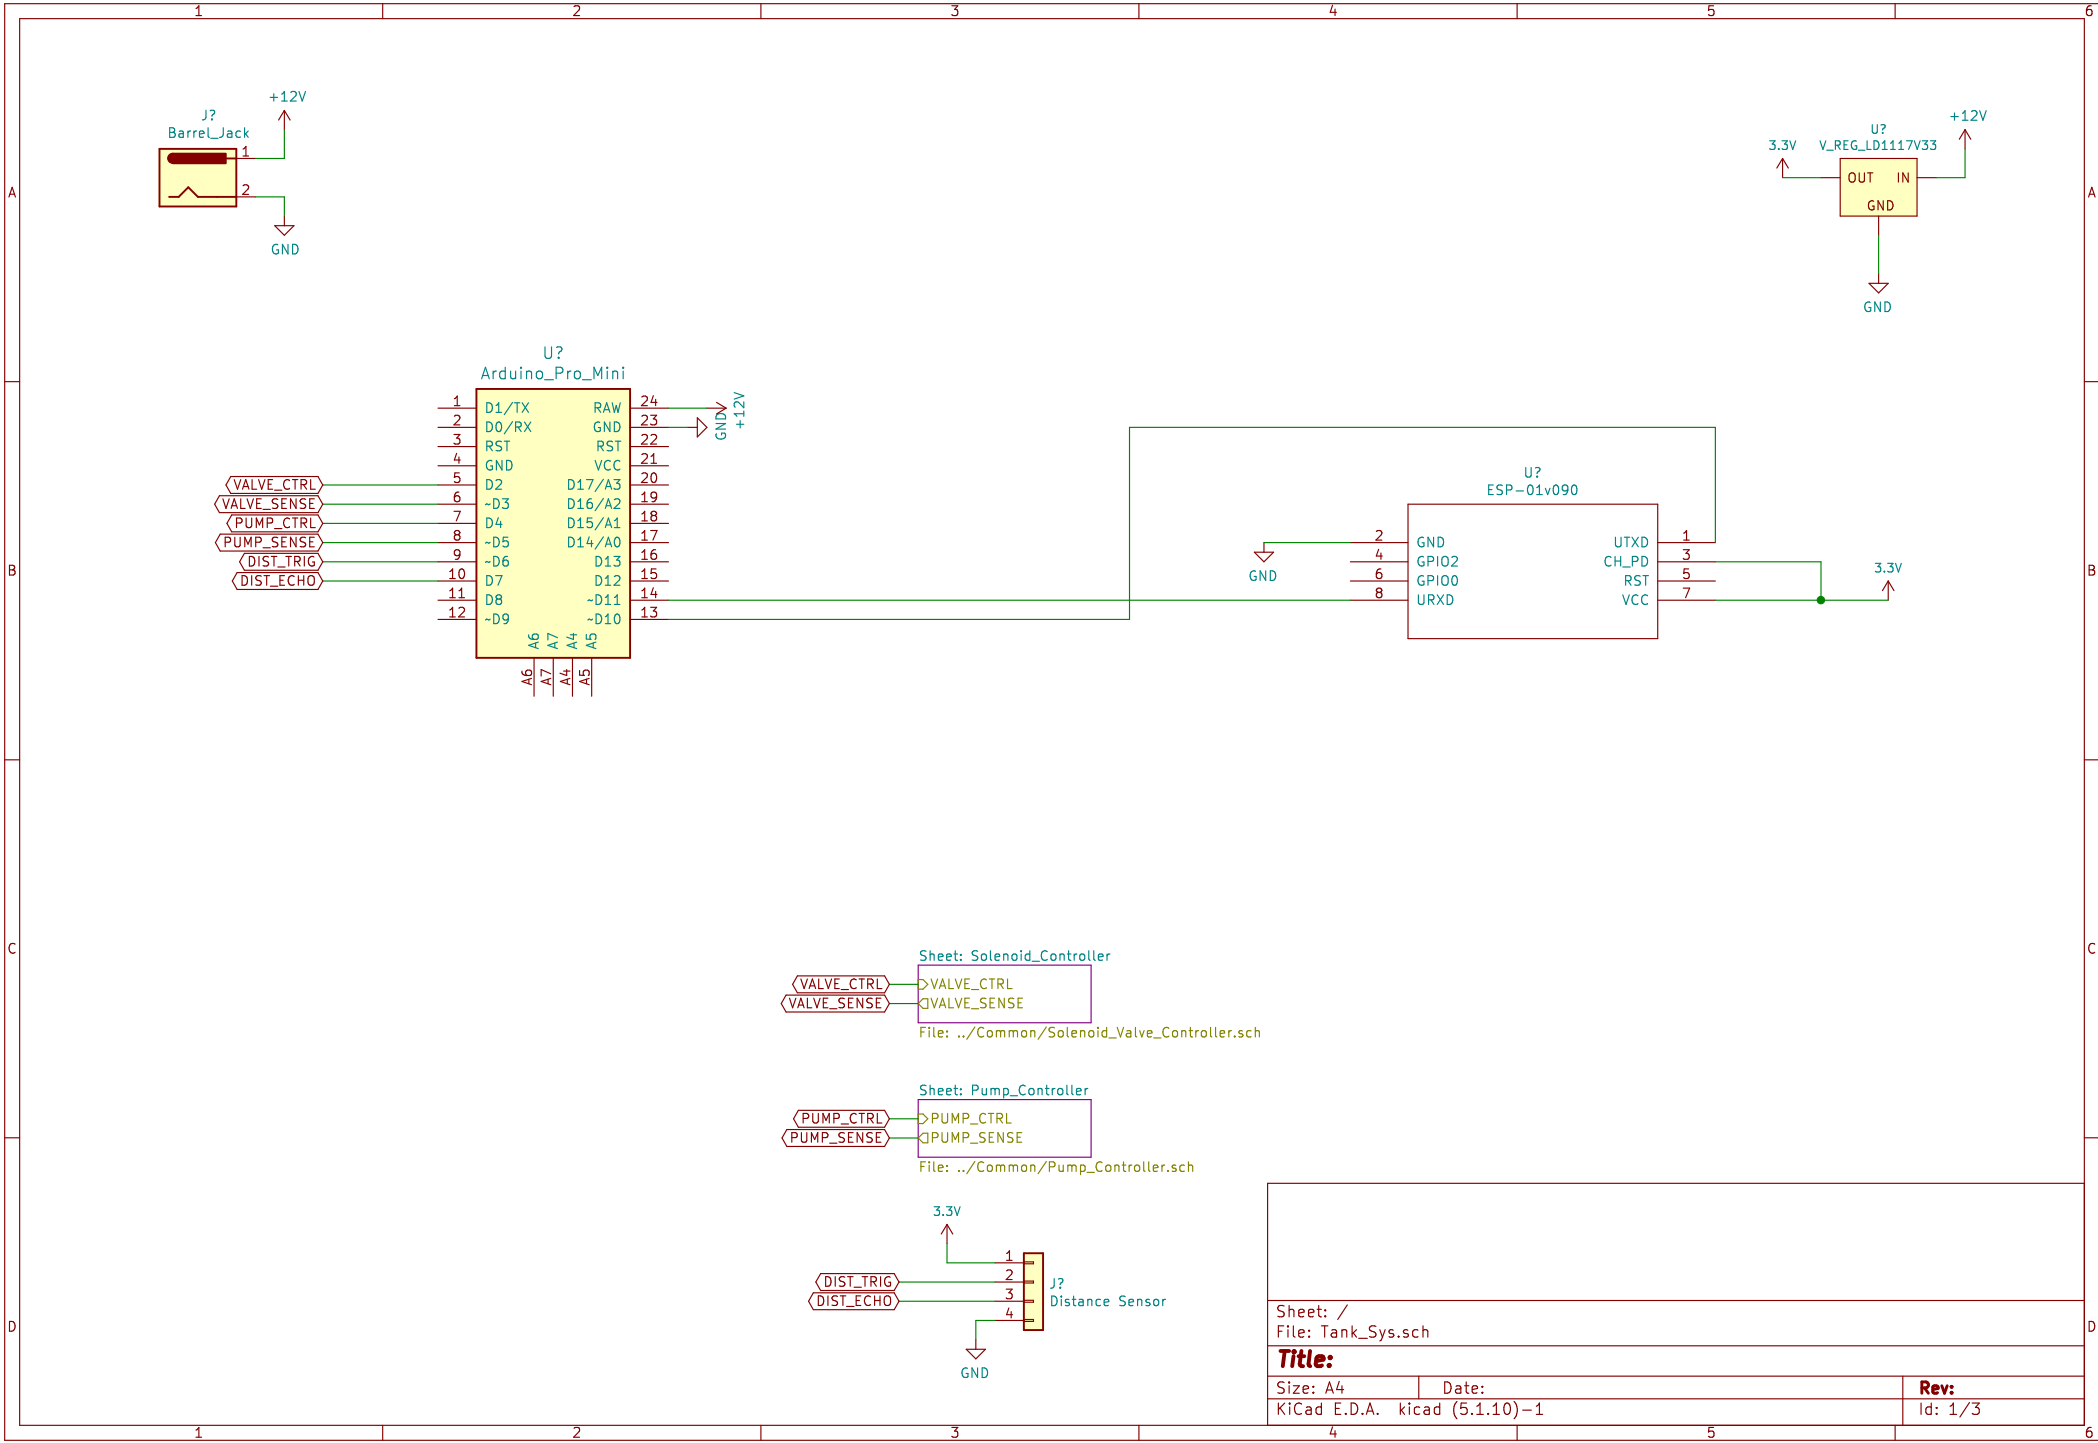 1 2 3 4 5 6
A
A
B
B
C
C
D
D
+12V
J?
Barrel_Jack
1
2
GND
+12V
U?
V_REG_LD1117V33
3.3V
OUT IN
GND
GND
U?
Arduino_Pro_Mini
1 D1/TX RAW 24
2 D0/RX GND 23
3 RST RST 22
4 GND VCC 21
5 D2 D17/A3 20
6 ~D3 D16/A2 19
7 D4 D15/A1 18
8 ~D5 D14/A0 17
9 ~D6 D13 16
10 D7 D12 15
11 D8 ~D11 14
12 ~D9 ~D10 13
A6 A7 A4 A5
A6 A7 A4 A5
GND
+12V
VALVE_CTRL
VALVE_SENSE
PUMP_CTRL
PUMP_SENSE
DIST_TRIG
DIST_ECHO
U?
ESP-01v090
2 GND UTXD 1
4 GPIO2 CH_PD 3
6 GPIO0 RST 5
8 URXD VCC 7
GND
3.3V
Sheet: Solenoid_Controller
VALVE_CTRL VALVE_CTRL
VALVE_SENSE VALVE_SENSE
File: ../Common/Solenoid_Valve_Controller.sch
Sheet: Pump_Controller
PUMP_CTRL PUMP_CTRL
PUMP_SENSE PUMP_SENSE
File: ../Common/Pump_Controller.sch
3.3V
1
DIST_TRIG 2
DIST_ECHO 3
4
J?
Distance Sensor
GND
Sheet: /
File: Tank_Sys.sch
Title:
Size: A4 Date: Rev:
KiCad E.D.A. kicad (5.1.10)-1 Id: 1/3
1 2 3 4 5 6